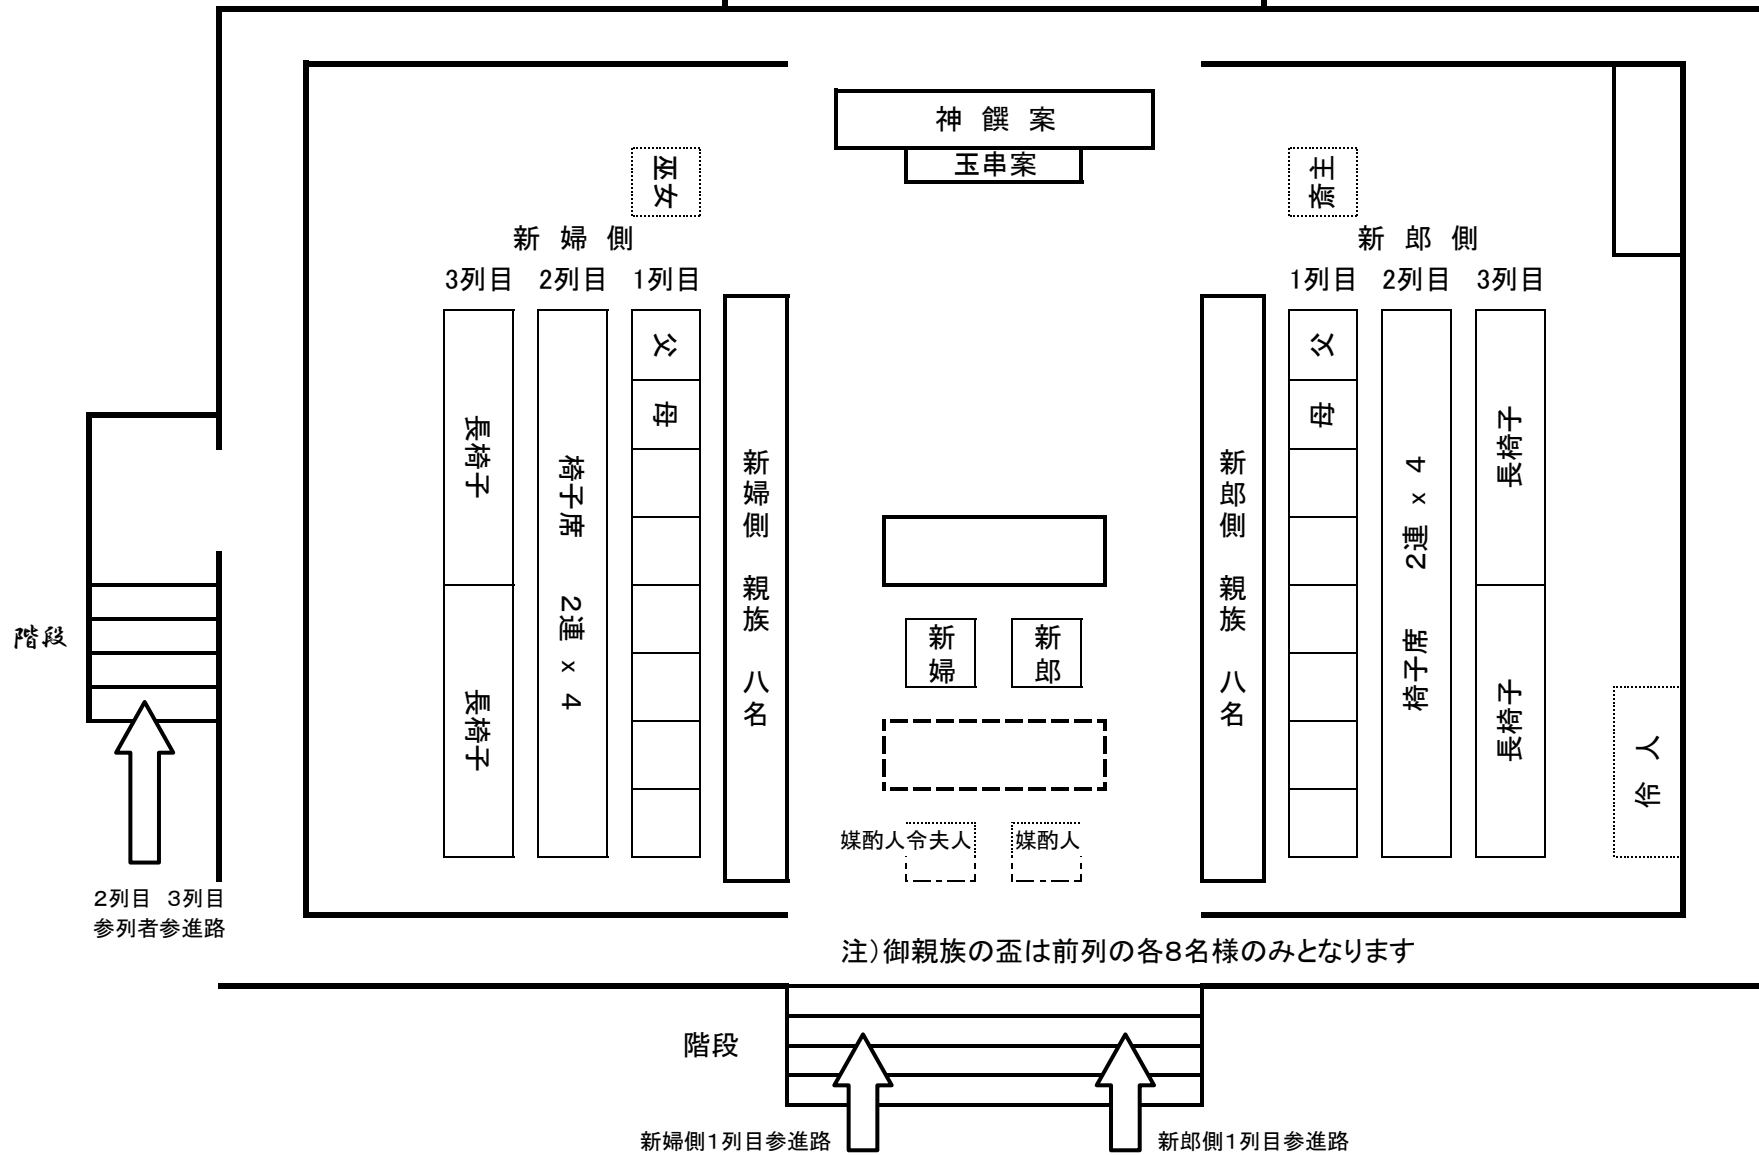 神 饌 案
玉串案
巫女
斎主
新 婦 側
新 郎 側
3列目 2列目 1列目
1列目 2列目 3列目
父
母
父
母
長椅子
長椅子
椅子席 2連 x 4
新婦側 親族 八名
新郎側 親族 八名
椅子席 2連 x 4
長椅子
長椅子
新婦
新郎
媒酌人令夫人
媒酌人
伶 人
階段
2列目 3列目
参列者参進路
注)御親族の盃は前列の各8名様のみとなります
階段
新婦側1列目参進路
新郎側1列目参進路